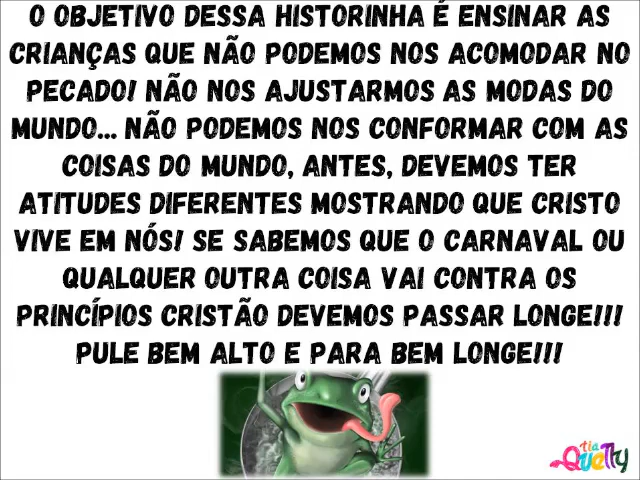 O OBJETIVO DESSA HISTORINHA É ENSINAR AS
CRIANÇAS QUE NÃO PODEMOS NOS ACOMODAR NO
PECADO! NÃO NOS AJUSTARMOS AS MODAS DO
MUNDO... NÃO PODEMOS NOS CONFORMAR COM AS
COISAS DO MUNDO, ANTES, DEVEMOS TER
ATITUDES DIFERENTES MOSTRANDO QUE CRISTO
VIVE EM NÓS! SE SABEMOS QUE O CARNAVAL OU
QUALQUER OUTRA COISA VAI CONTRA OS
PRINCÍPIOS CRISTÃO DEVEMOS PASSAR LONGE!!!
PULE BEM ALTO E PARA BEM LONGE!!!
tia
Quetty